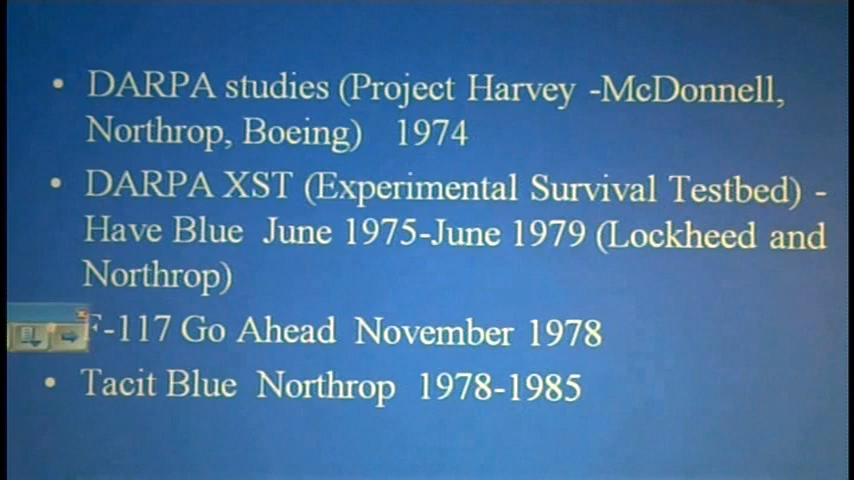 • DARPA studies (Project Harvey -McDonnell,
Northrop, Boeing) 1974
• DARPA XST (Experimental Survival Testbed) -
Have Blue June 1975-June 1979 (Lockheed and
Northrop)
F-117 Go Ahead November 1978
• Tacit Blue Northrop 1978-1985